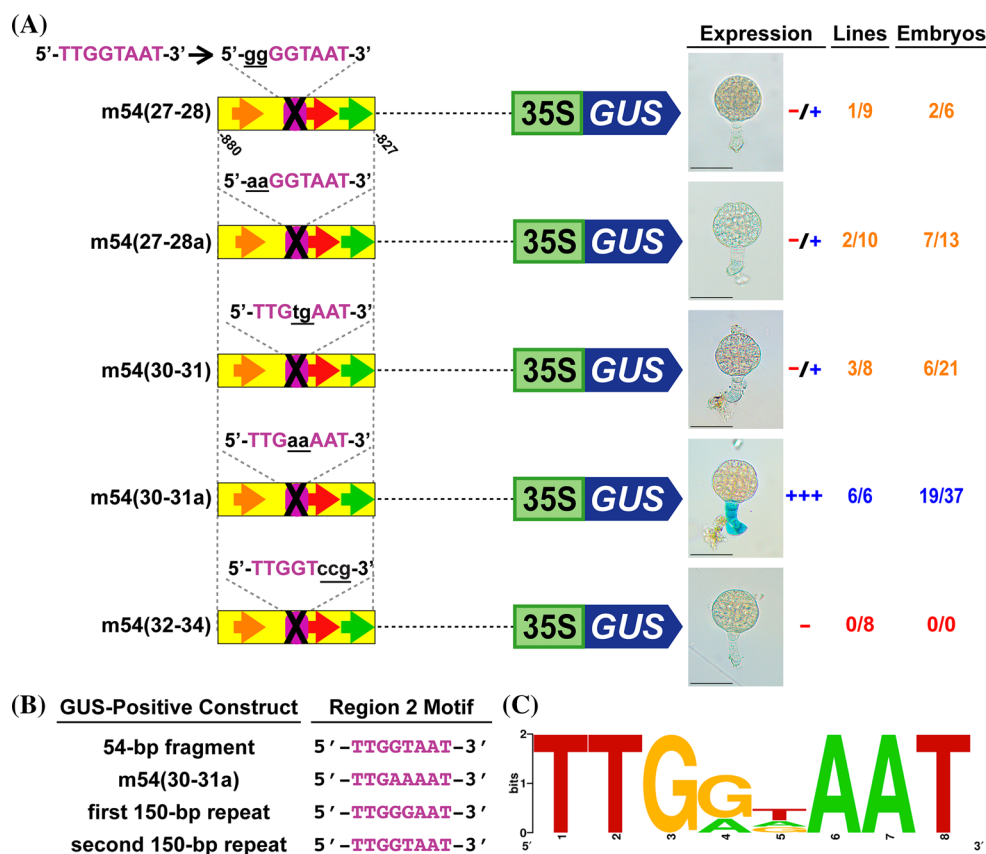 (A)
Expression Lines Embryos
5’-TTGGTAAT-3’ 5’-ggGGTAAT-3’
m54(27-28) 35S GUS −/+ 1/9 2/6
-880 -827
5’-aaGGTAAT-3’
m54(27-28a) 35S GUS −/+ 2/10 7/13
5’-TTGtgAAT-3’
m54(30-31) 35S GUS −/+ 3/8 6/21
5’-TTGaaAAT-3’
m54(30-31a) 35S GUS +++ 6/6 19/37
5’-TTGGTccg-3’
m54(32-34) 35S GUS − 0/8 0/0
(B) GUS-Positive Construct Region 2 Motif
54-bp fragment 5’-TTGGTAAT-3’
m54(30-31a) 5’-TTGAAAAT-3’
first 150-bp repeat 5’-TTGGGAAT-3’
second 150-bp repeat 5’-TTGGTAAT-3’
(C)
2
1
0
bits
TTGGTAAT
A
1 2 3 4 6 7 8
5′ 3′